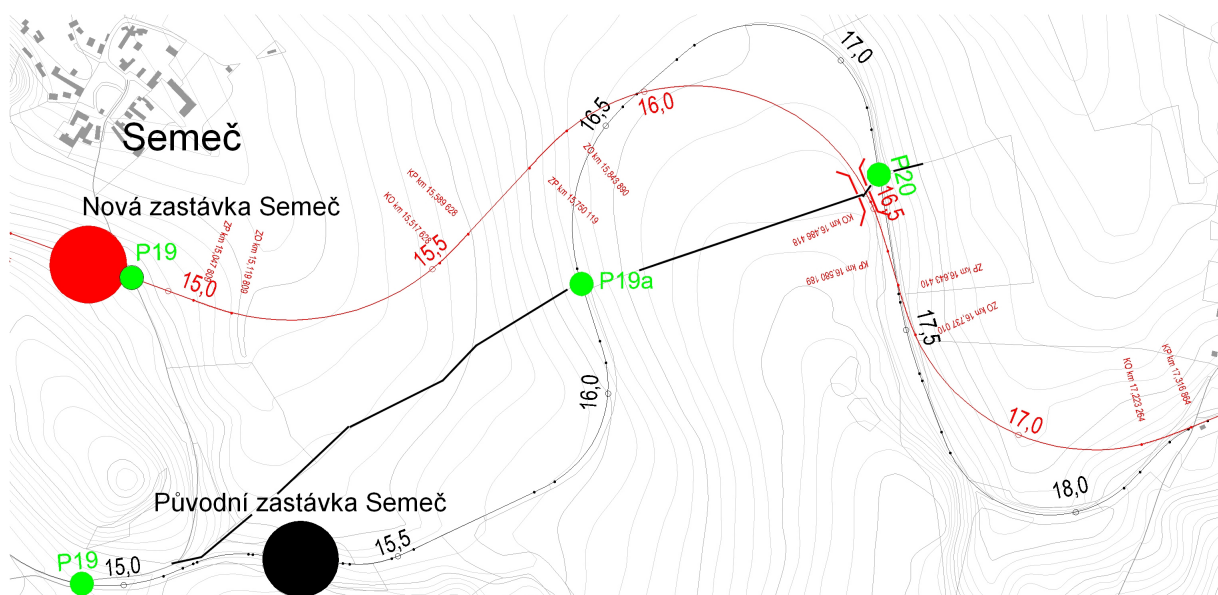 17,0
16,5
16,0
Semeč
ZO km 15,843 890
P20
KP km 15,589 828
ZP km 15,750 119
16,5
Nová zastávka Semeč
KO km 15,517 628
KO km 16,486 418
P19
ZP km 15,047 809
ZO km 15,119 809
15,5
15,0
P19a
KP km 16,580 189
ZP km 16,643 410
ZO km 16,737 010
17,5
KO km 17,223 264
KP km 17,316 864
16,0
17,0
Původní zastávka Semeč
18,0
15,5
P19
15,0